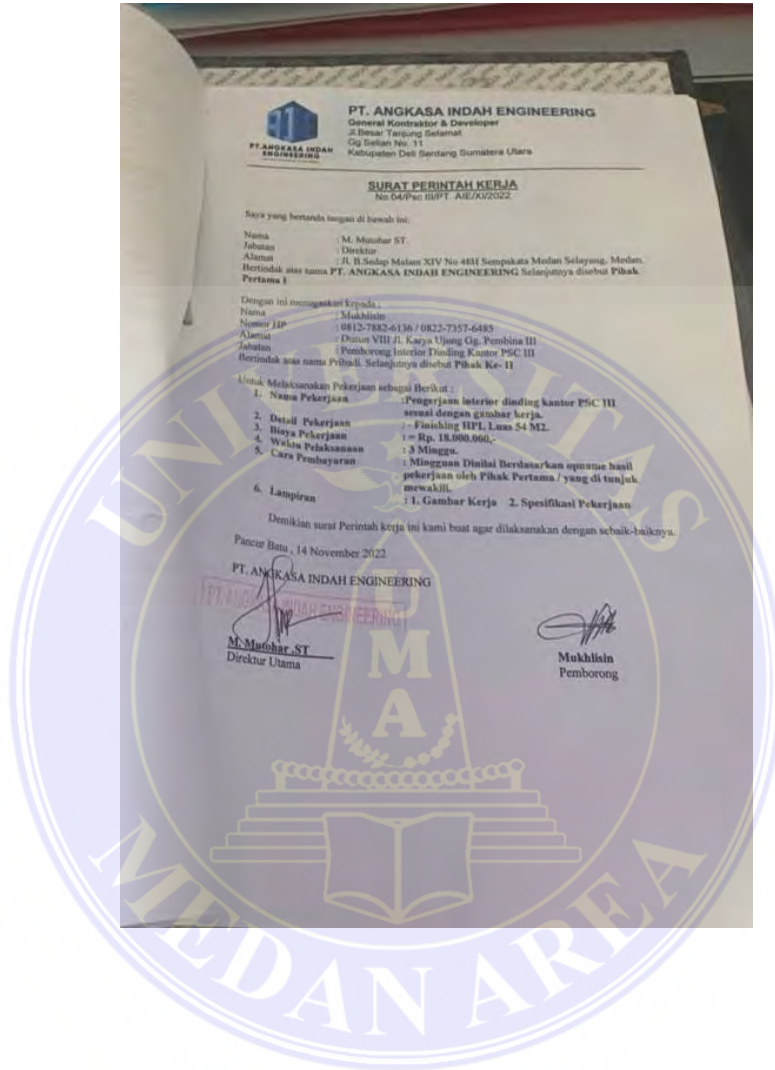 PT. ANGKASA INDAH ENGINEERING
General Kontraktor & Developer
Jl.Besar Tanjung Selamat
Gg Selian No. 11
Kabupaten Deli Serdang Sumatera Utara
PT.ANGKASA INDAH
ENGINEERING
SURAT PERINTAH KERJA
No.04/Psc III/PT. AIE/XI/2022
Saya yang bertanda tangan di bawah ini:
Nama : M. Mutohar ST.
Jabatan : Direktur
Alamat : Jl. B.Sedap Malam XIV No 48H Sempakata Medan Selayang, Medan.
Bertindak atas nama PT. ANGKASA INDAH ENGINEERING Selanjutnya disebut Pihak
Pertama I
Dengan ini menugaskan kepada :
Nama : Mukhlisin
Nomor HP : 0812-7882-6136 / 0822-7357-6485
Alamat : Dusun VIII Jl. Karya Ujung Gg. Pembina III
Jabatan : Pemborong Interior Dinding Kantor PSC III
Bertindak atas nama Pribadi. Selanjutnya disebut Pihak Ke- II
Untuk Melaksanakan Pekerjaan sebagai Berikut :
1. Nama Pekerjaan :Pengerjaan interior dinding kantor PSC III
sesuai dengan gambar kerja.
2. Detail Pekerjaan : - Finishing HPL Luas 54 M2.
3. Biaya Pekerjaan : = Rp. 18.000.000,-
4. Waktu Pelaksanaan : 3 Minggu.
5. Cara Pembayaran : Mingguan Dinilai Berdasarkan opname hasil
pekerjaan oleh Pihak Pertama / yang di tunjuk
mewakili.
6. Lampiran : 1. Gambar Kerja 2. Spesifikasi Pekerjaan
Demikian surat Perintah kerja ini kami buat agar dilaksanakan dengan sebaik-baiknya.
Pancur Batu , 14 November 2022
PT. ANGKASA INDAH ENGINEERING
PT. ANGKASA INDAH ENGINEERING
M. Mutohar ,ST
Direktur Utama
Mukhlisin
Pemborong
UNIVERSITAS
UMA
MEDAN AREA